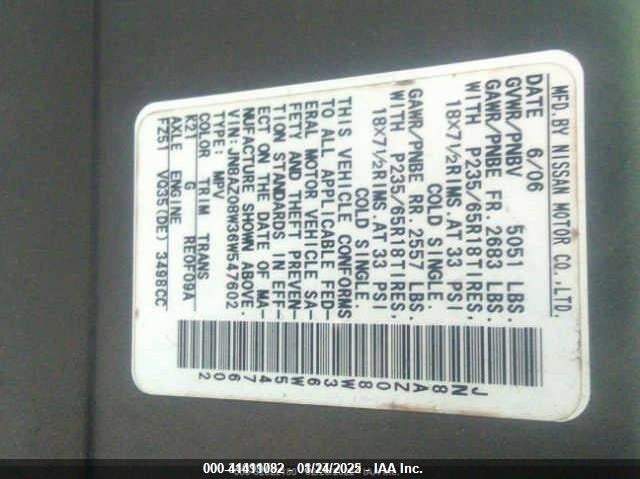 MFD.BY NISSAN MOTOR CO.,LTD.
DATE 6/06
GVWR/PNBV 5051 LBS.
GAWR/PNBE FR.2683 LBS.
WITH P235/65R18TIRES,
18X7½RIMS.AT 33 PSI
COLD SINGLE.
GAWR/PNBE RR.2557 LBS.
WITH P235/65R18TIRES,
18X7½RIMS.AT 33 PSI
COLD SINGLE.
THIS VEHICLE CONFORMS
TO ALL APPLICABLE FED-
ERAL MOTOR VEHICLE SA-
FETY AND THEFT PREVEN-
TION STANDARDS IN EFF-
ECT ON THE DATE OF MA-
NUFACTURE SHOWN ABOVE.
VIN:JN8AZ08W36W547602
TYPE: MPV
COLOR TRIM TRANS
K21 G RE0F09A
AXLE ENGINE
FZ51 VQ35(DE) 3498CC
JN8AZ08W36W547602
000-41411082 - 01/24/2025 - IAA Inc.